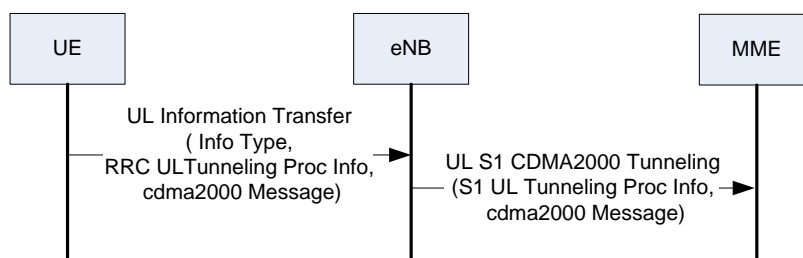 UE
eNB
MME
UL Information Transfer
( Info Type,
RRC ULTunneling Proc Info,
cdma2000 Message)
UL S1 CDMA2000 Tunneling
(S1 UL Tunneling Proc Info,
cdma2000 Message)